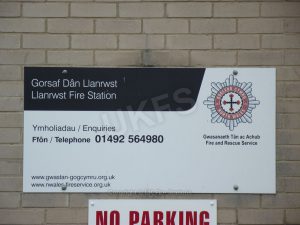 Gorsaf Dân Llanrwst
Llanrwst Fire Station
Ymholiadau / Enquiries
Ffôn / Telephone 01492 564980
Gwasanaeth Tân ac Achub
Fire and Rescue Service
www.gwastan-gogcymru.org.uk
www.nwales-fireservice.org.uk
UKFS
NO PARKING